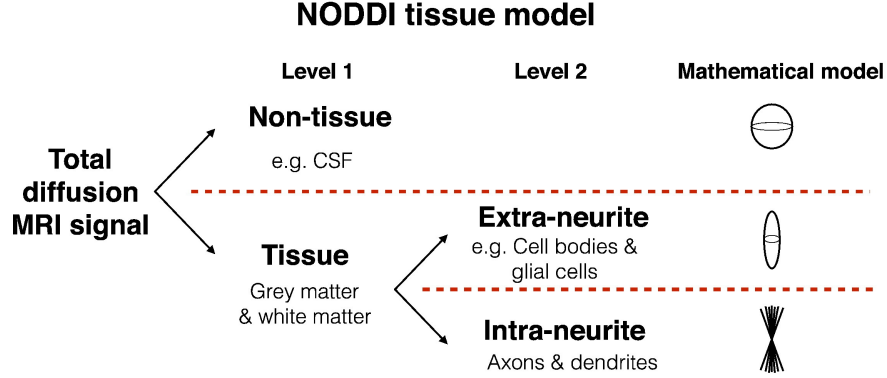 NODDI tissue model
Level 1
Level 2
Mathematical model
Non-tissue
e.g. CSF
Total
diffusion
MRI signal
Extra-neurite
e.g. Cell bodies &
glial cells
Tissue
Grey matter
& white matter
Intra-neurite
Axons & dendrites